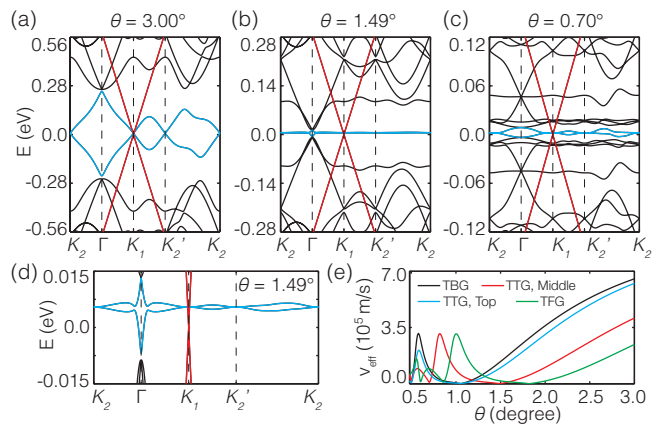 (a) θ = 3.00° (b) θ = 1.49° (c) θ = 0.70°
E (eV)
0.56
0.28
0.0
-0.28
-0.56
K₂ Γ K₁ K₂' K₂
0.28
0.14
0.0
-0.14
-0.28
K₂ Γ K₁ K₂' K₂
0.12
0.06
0.0
-0.06
-0.12
K₂ Γ K₁ K₂' K₂
(d) θ = 1.49°
E (eV)
0.015
0.0
-0.015
K₂ Γ K₁ K₂' K₂
(e)
v_eff (10⁵ m/s)
7.0
3.5
0
TBG TTG, Middle
TTG, Top TFG
0.5 1.0 1.5 2.0 2.5 3.0
θ (degree)